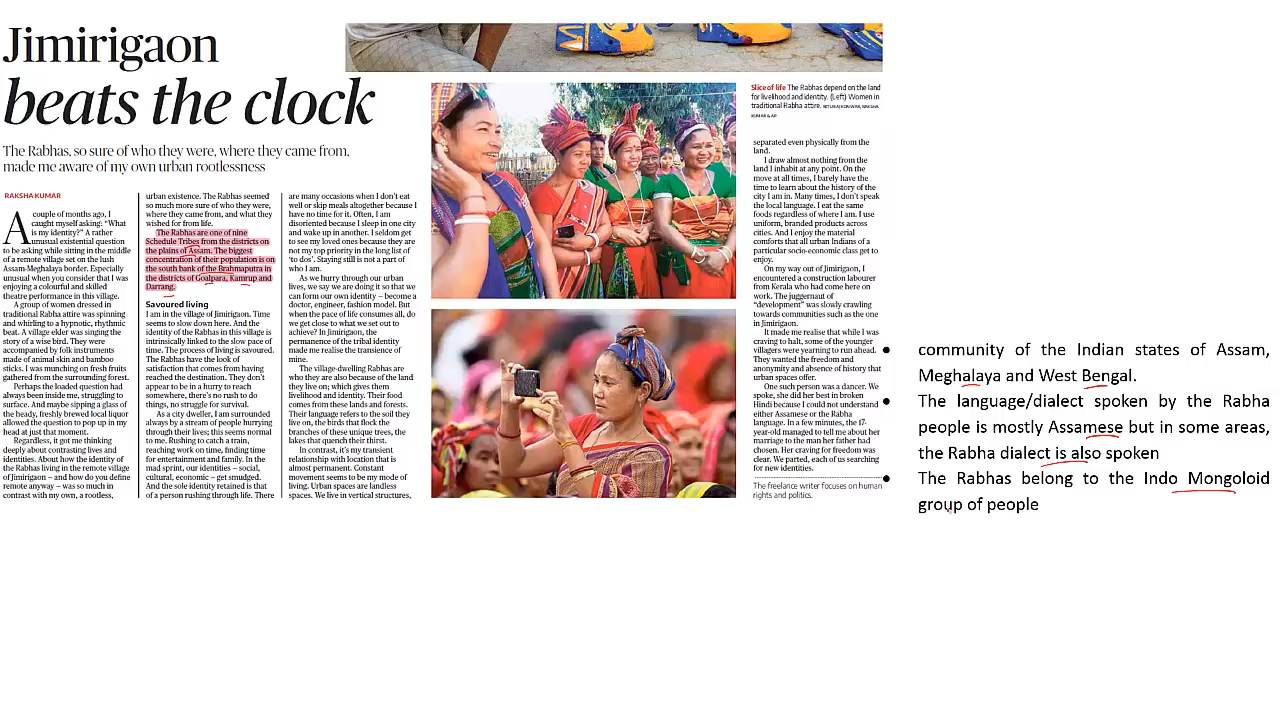 Jimirigaon
beats the clock
The Rabhas, so sure of who they were, where they came from,
made me aware of my own urban rootlessness
RAKSHA KUMAR
A couple of months ago, I
caught myself asking: “What
is my identity?” A rather
unusual existential question
to be asking while sitting in the middle
of a remote village set on the lush
Assam-Meghalaya border. Especially
unusual when you consider that I was
enjoying a colourful and skilled
theatre performance in this village.
A group of women dressed in
traditional Rabha attire was spinning
and whirling to a hypnotic, rhythmic
beat. A village elder was singing the
story of a wise bird. They were
accompanied by folk instruments
made of animal skin and bamboo
sticks. I was munching on fresh fruits
gathered from the surrounding forest.
Perhaps the loaded question had
always been inside me, struggling to
surface. And maybe sipping a glass of
the heady, freshly brewed local liquor
allowed the question to pop up in my
head at just that moment.
Regardless, it got me thinking
deeply about contrasting lives and
identities. About how the identity of
the Rabhas living in the remote village
of Jimirigaon — and how do you define
remote anyway — was so much in
contrast with my own, a rootless,
urban existence. The Rabhas seemed
so much more sure of who they were,
where they came from, and what they
wished for from life.
The Rabhas are one of nine
Schedule Tribes from the districts on
the plains of Assam. The biggest
concentration of their population is on
the south bank of the Brahmaputra in
the districts of Goalpara, Kamrup and
Darrang.
Savoured living
I am in the village of Jimirigaon. Time
seems to slow down here. And the
identity of the Rabhas in this village is
intrinsically linked to the slow pace of
time. The process of living is savoured.
The Rabhas have the look of
satisfaction that comes from having
reached the destination. They don’t
appear to be in a hurry to reach
somewhere, there’s no rush to do
things, no struggle for survival.
As a city dweller, I am surrounded
always by a stream of people hurrying
through their lives; this seems normal
to me. Rushing to catch a train,
reaching work on time, finding time
for entertainment and family. In the
mad sprint, our identities — social,
cultural, economic — get smudged.
And the sole identity retained is that
of a person rushing through life. There
are many occasions when I don’t eat
well or skip meals altogether because I
have no time for it. Often, I am
disoriented because I sleep in one city
and wake up in another. I seldom get
to see my loved ones because they are
not my top priority in the long list of
‘to dos’. Staying still is not a part of
who I am.
As we hurry through our urban
lives, we say we are doing it so that we
can form our own identity — become a
doctor, engineer, fashion model. But
when the pace of life consumes all, do
we get close to what we set out to
achieve? In Jimirigaon, the
permanence of the tribal identity
made me realise the transience of
mine.
The village-dwelling Rabhas are
who they are also because of the land
they live on; which gives them
livelihood and identity. Their food
comes from these lands and forests.
Their language refers to the soil they
live on, the birds that flock the
branches of these unique trees, the
lakes that quench their thirst.
In contrast, it’s my transient
relationship with location that is
almost permanent. Constant
movement seems to be my mode of
living. Urban spaces are landless
spaces. We live in vertical structures,
Slice of life The Rabhas depend on the land
for livelihood and identity. (Left) Women in
traditional Rabha attire. RITU RAJ KONWAR, RAKSHA
KUMAR & AP
separated even physically from the
land.
I draw almost nothing from the
land I inhabit at any point. On the
move at all times, I barely have the
time to learn about the history of the
city I am in. Many times, I don’t speak
the local language. I eat the same
foods regardless of where I am. I use
uniform, branded products across
cities. And I enjoy the material
comforts that all urban Indians of a
particular socio-economic class get to
enjoy.
On my way out of Jimirigaon, I
encountered a construction labourer
from Kerala who had come here on
work. The juggernaut of
“development” was slowly crawling
towards communities such as the one
in Jimirigaon.
It made me realise that while I was
craving to halt, some of the younger
villagers were yearning to run ahead.
They wanted the freedom and
anonymity and absence of history that
urban spaces offer.
One such person was a dancer. We
spoke, she did her best in broken
Hindi because I could not understand
either Assamese or the Rabha
language. In a few minutes, the 17-
year-old managed to tell me about her
marriage to the man her father had
chosen. Her craving for freedom was
clear. We parted, each of us searching
for new identities.
The freelance writer focuses on human
rights and politics.
● community of the Indian states of Assam,
Meghalaya and West Bengal.
● The language/dialect spoken by the Rabha
people is mostly Assamese but in some areas,
the Rabha dialect is also spoken
● The Rabhas belong to the Indo Mongoloid
group of people